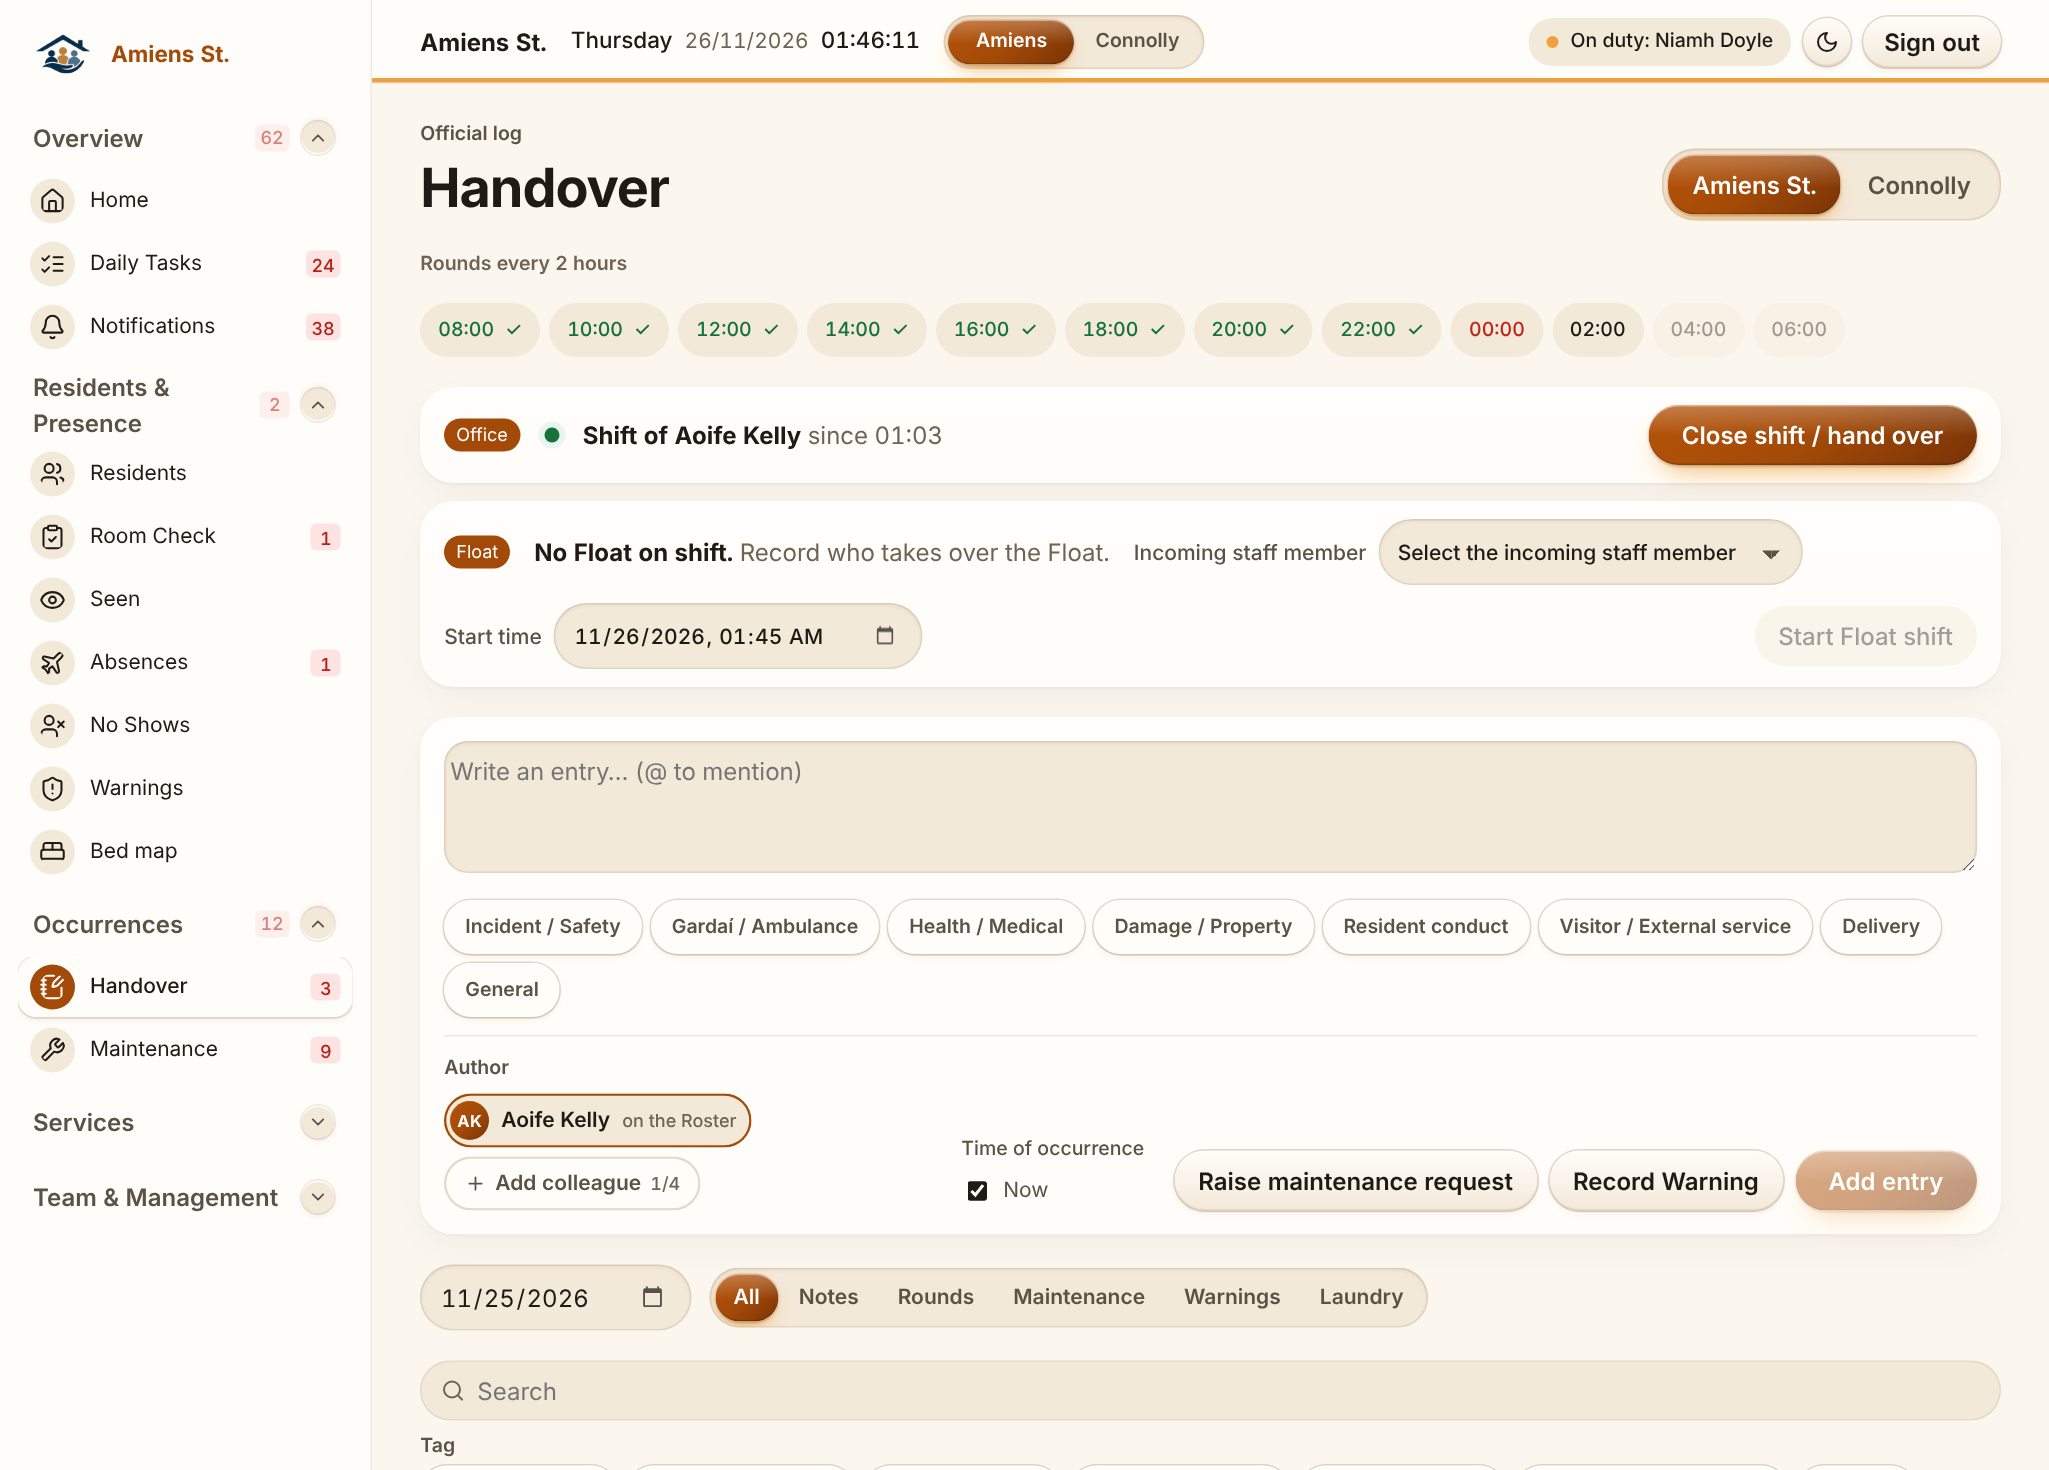 Amiens St.
Overview 62
Home
Daily Tasks 24
Notifications 38
Residents &
Presence 2
Residents
Room Check 1
Seen
Absences 1
No Shows
Warnings
Bed map
Occurrences 12
Handover 3
Maintenance 9
Services
Team & Management
Amiens St. Thursday 26/11/2026 01:46:11 Amiens Connolly On duty: Niamh Doyle Sign out
Official log
Handover
Amiens St. Connolly
Rounds every 2 hours
08:00 10:00 12:00 14:00 16:00 18:00 20:00 22:00 00:00 02:00 04:00 06:00
Office Shift of Aoife Kelly since 01:03 Close shift / hand over
Float No Float on shift. Record who takes over the Float. Incoming staff member Select the incoming staff member
Start time 11/26/2026, 01:45 AM Start Float shift
Write an entry... (@ to mention)
Incident / Safety Gardaí / Ambulance Health / Medical Damage / Property Resident conduct Visitor / External service Delivery
General
Author
AK Aoife Kelly on the Roster
+ Add colleague 1/4
Time of occurrence
Now
Raise maintenance request Record Warning Add entry
11/25/2026 All Notes Rounds Maintenance Warnings Laundry
Search
Tag